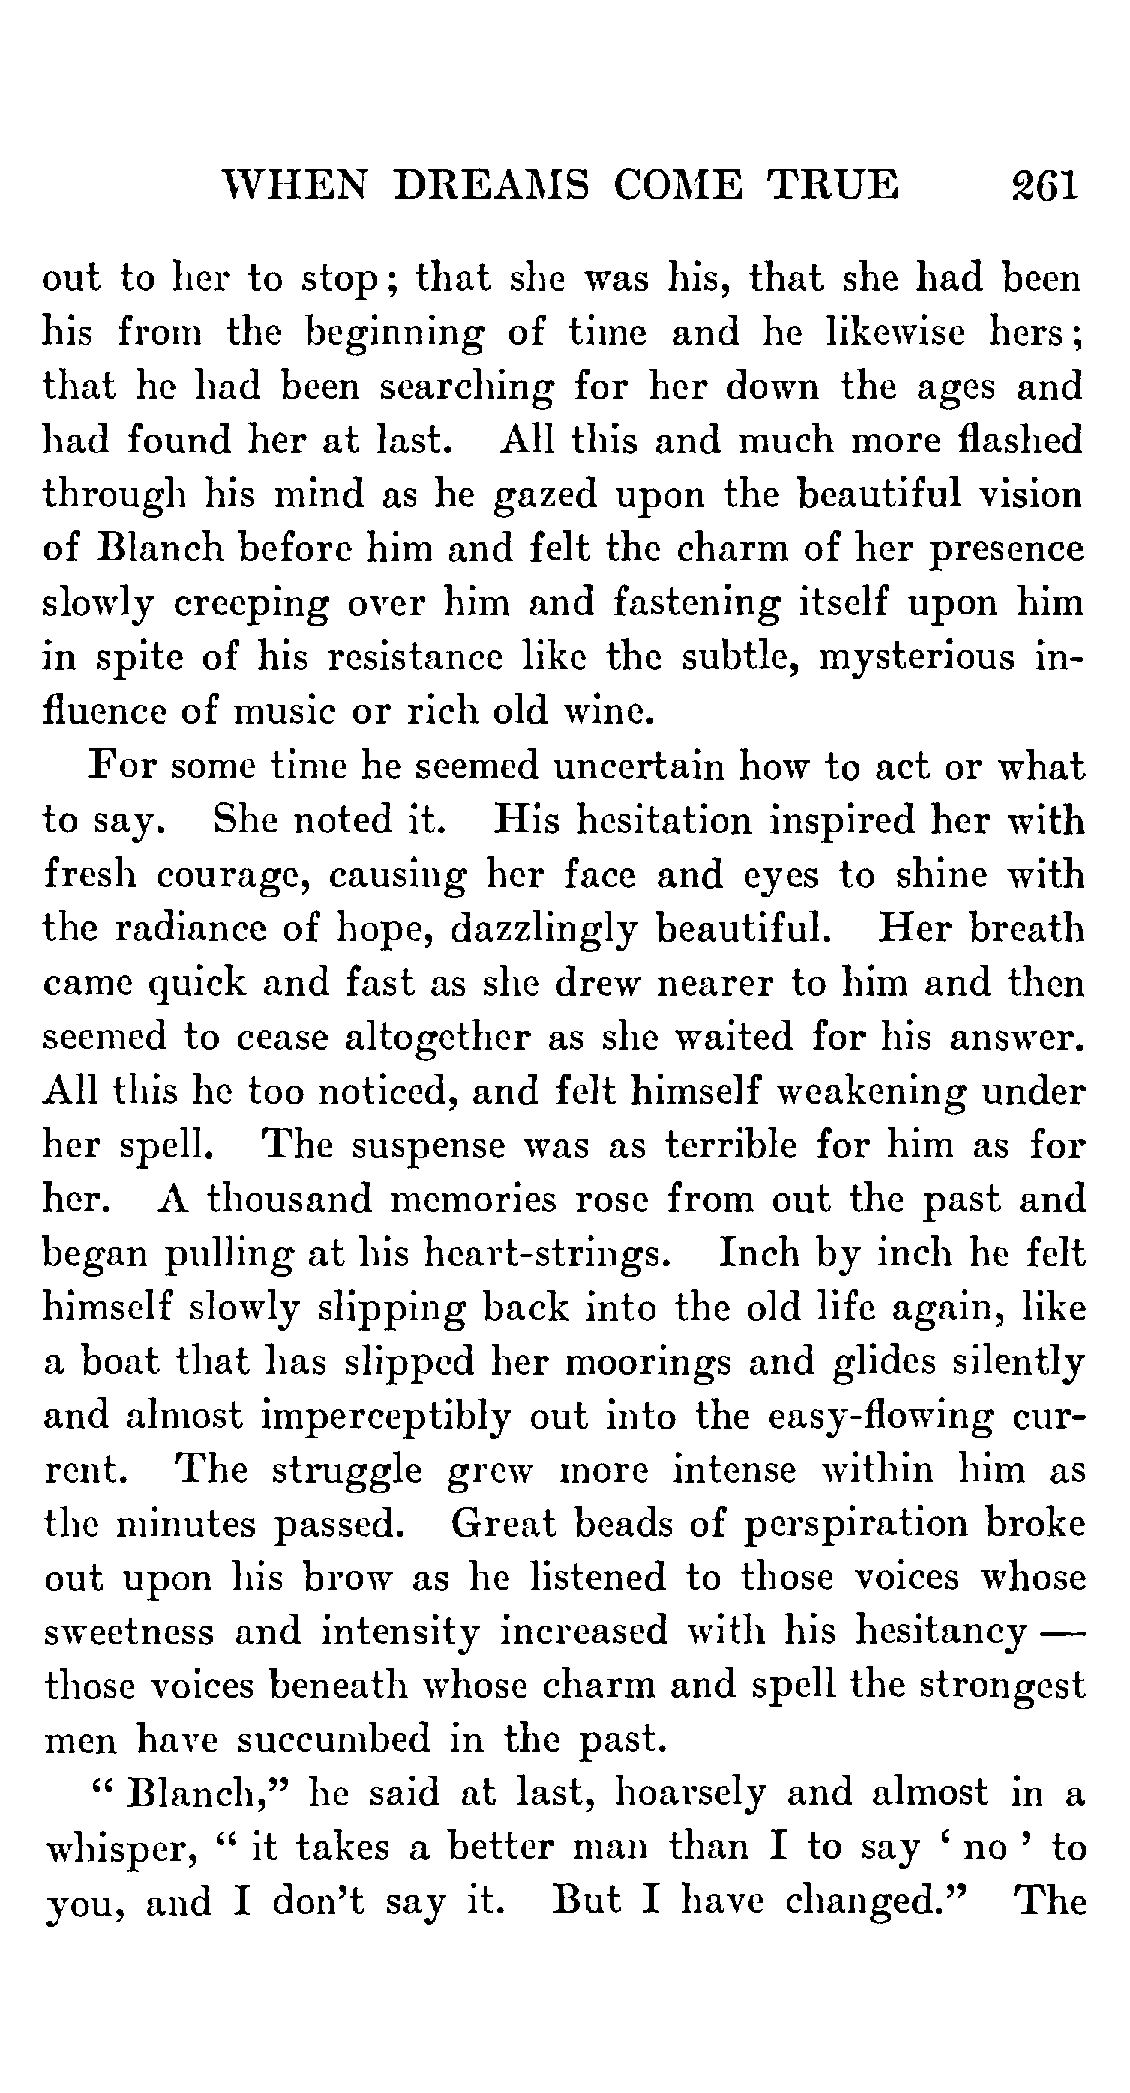 WHEN DREAMS COME TRUE 261
out to her to stop; that she was his, that she had been
his from the beginning of time and he likewise hers;
that he had been searching for her down the ages and
had found her at last. All this and much more flashed
through his mind as he gazed upon the beautiful vision
of Blanch before him and felt the charm of her presence
slowly creeping over him and fastening itself upon him
in spite of his resistance like the subtle, mysterious in-
fluence of music or rich old wine.
For some time he seemed uncertain how to act or what
to say. She noted it. His hesitation inspired her with
fresh courage, causing her face and eyes to shine with
the radiance of hope, dazzlingly beautiful. Her breath
came quick and fast as she drew nearer to him and then
seemed to cease altogether as she waited for his answer.
All this he too noticed, and felt himself weakening under
her spell. The suspense was as terrible for him as for
her. A thousand memories rose from out the past and
began pulling at his heart-strings. Inch by inch he felt
himself slowly slipping back into the old life again, like
a boat that has slipped her moorings and glides silently
and almost imperceptibly out into the easy-flowing cur-
rent. The struggle grew more intense within him as
the minutes passed. Great beads of perspiration broke
out upon his brow as he listened to those voices whose
sweetness and intensity increased with his hesitancy —
those voices beneath whose charm and spell the strongest
men have succumbed in the past.
“ Blanch,” he said at last, hoarsely and almost in a
whisper, “ it takes a better man than I to say ‘ no ’ to
you, and I don’t say it. But I have changed.” The